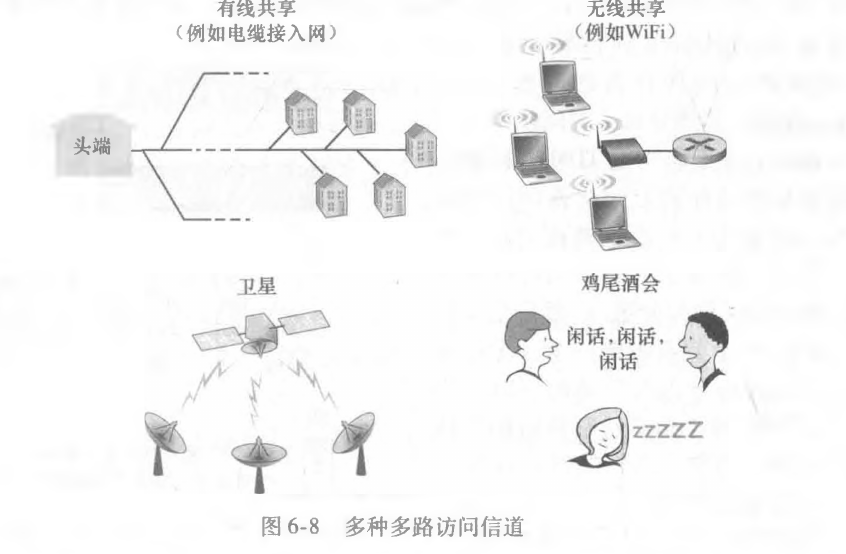 有线共享
（例如电缆接入网）
无线共享
（例如WiFi）
头端
卫星
鸡尾酒会
闲话，闲话，
闲话
zzzzz
图 6-8 多种多路访问信道